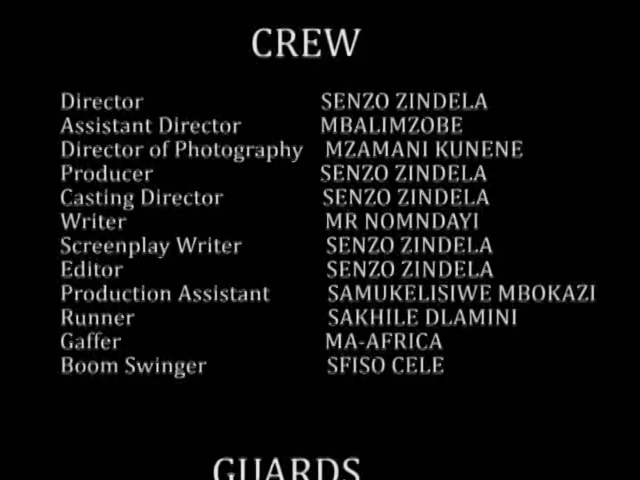 CREW
Director SENZO ZINDELA
Assistant Director MBALIMZOBE
Director of Photography MZAMANI KUNENE
Producer SENZO ZINDELA
Casting Director SENZO ZINDELA
Writer MR NOMNDAYI
Screenplay Writer SENZO ZINDELA
Editor SENZO ZINDELA
Production Assistant SAMUKELISIWE MBOKAZI
Runner SAKHILE DLAMINI
Gaffer MA-AFRICA
Boom Swinger SFISO CELE
GUARDS